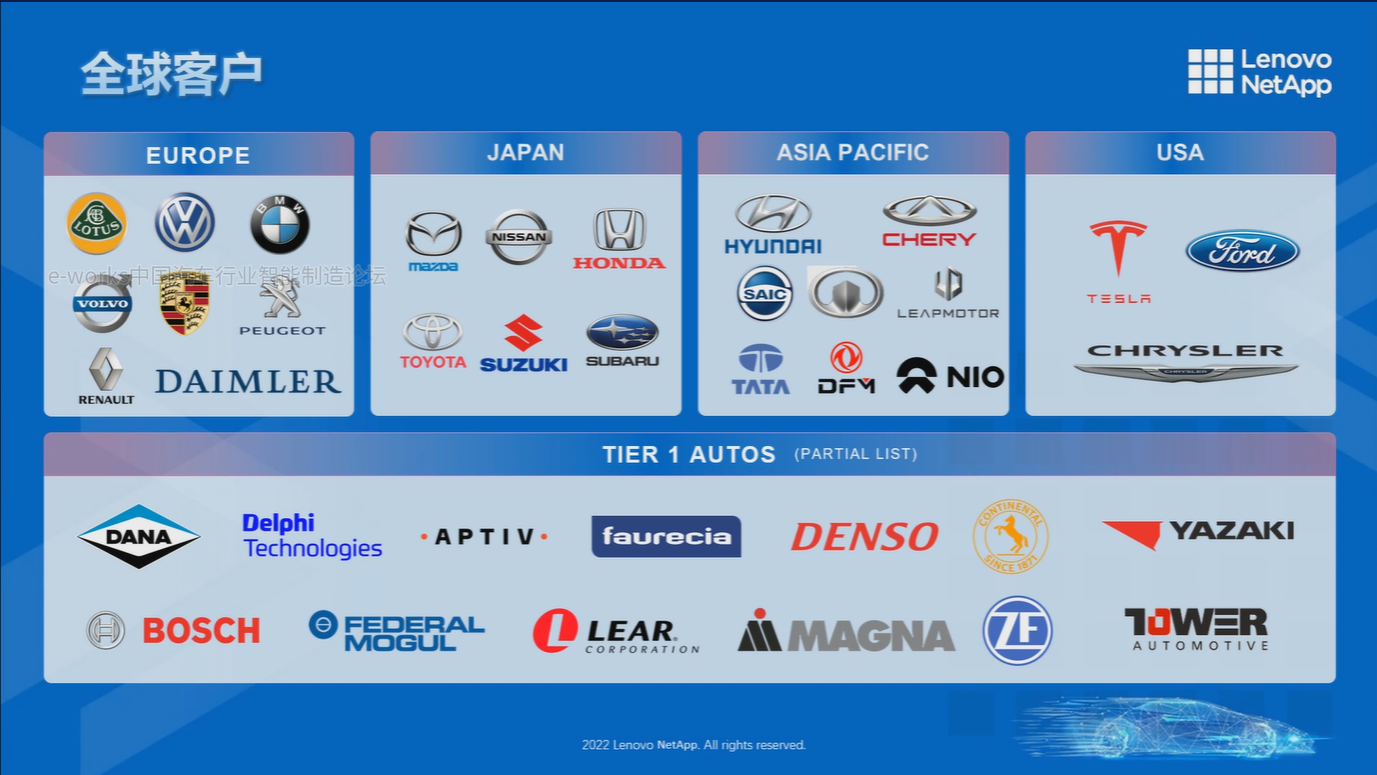 全球客户
Lenovo
NetApp
EUROPE
LOTUS
VW
BMW
e-works中国汽车行业智能制造论坛
VOLVO
PEUGEOT
RENAULT
DAIMLER
JAPAN
mazda
NISSAN
HONDA
TOYOTA
SUZUKI
SUBARU
ASIA PACIFIC
HYUNDAI
CHERY
SAIC
LEAPMOTOR
TATA
DFM
NIO
USA
TESLA
Ford
CHRYSLER
CHRYSLER
TIER 1 AUTOS (PARTIAL LIST)
DANA
Delphi
Technologies
APTIV
faurecia
DENSO
CONTINENTAL
SINCE 1871
YAZAKI
BOSCH
FEDERAL
MOGUL
LEAR
CORPORATION
MAGNA
ZF
TOWER
AUTOMOTIVE
2022 Lenovo NetApp. All rights reserved.